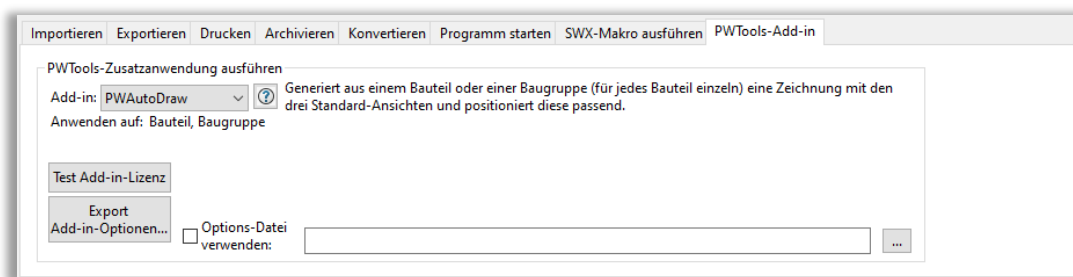 Importieren Exportieren Drucken Archivieren Konvertieren Programm starten SWX-Makro ausführen PWTools-Add-in
PWTools-Zusatzanwendung ausführen
Add-in: PWAutoDraw ? Generiert aus einem Bauteil oder einer Baugruppe (für jedes Bauteil einzeln) eine Zeichnung mit den
drei Standard-Ansichten und positioniert diese passend.
Anwenden auf: Bauteil, Baugruppe
Test Add-in-Lizenz
Export
Add-in-Optionen...
Options-Datei
verwenden:
...